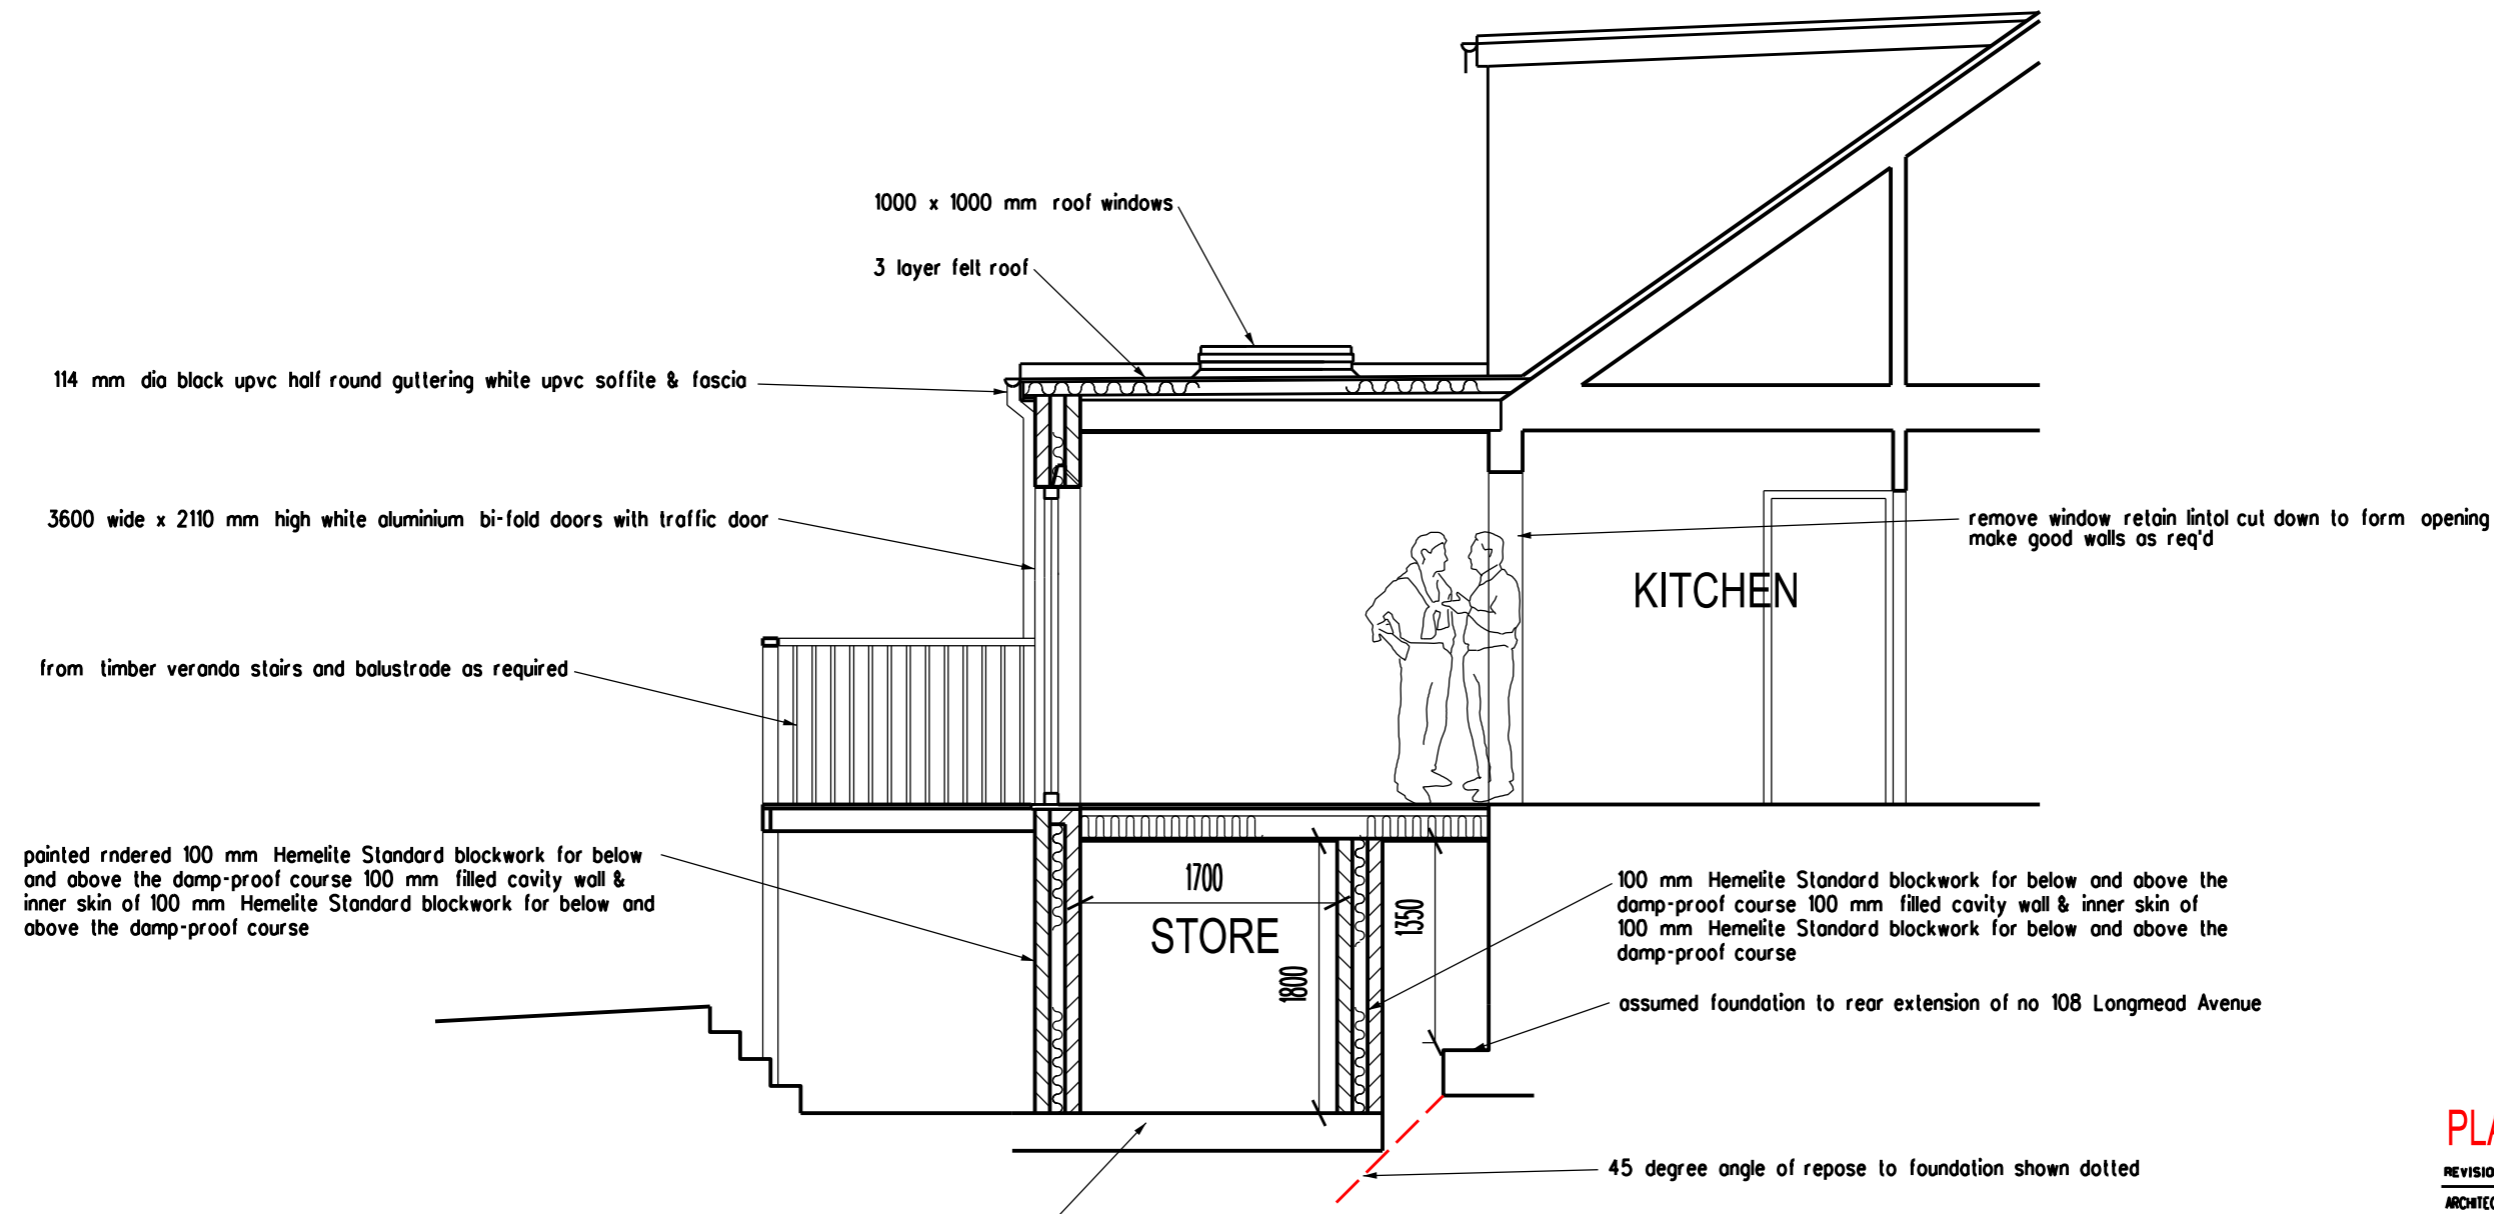 1000 x 1000 mm roof windows
3 layer felt roof
114 mm dia black upvc half round guttering white upvc soffite & fascia
3600 wide x 2110 mm high white aluminium bi-fold doors with traffic door
remove window retain lintol cut down to form opening
make good walls as req'd
KITCHEN
from timber veranda stairs and balustrade as required
painted rndered 100 mm Hemelite Standard blockwork for below
and above the damp-proof course 100 mm filled cavity wall &
inner skin of 100 mm Hemelite Standard blockwork for below and
above the damp-proof course
1700
STORE
1800
1350
100 mm Hemelite Standard blockwork for below and above the
damp-proof course 100 mm filled cavity wall & inner skin of
100 mm Hemelite Standard blockwork for below and above the
damp-proof course
assumed foundation to rear extension of no 108 Longmead Avenue
45 degree angle of repose to foundation shown dotted